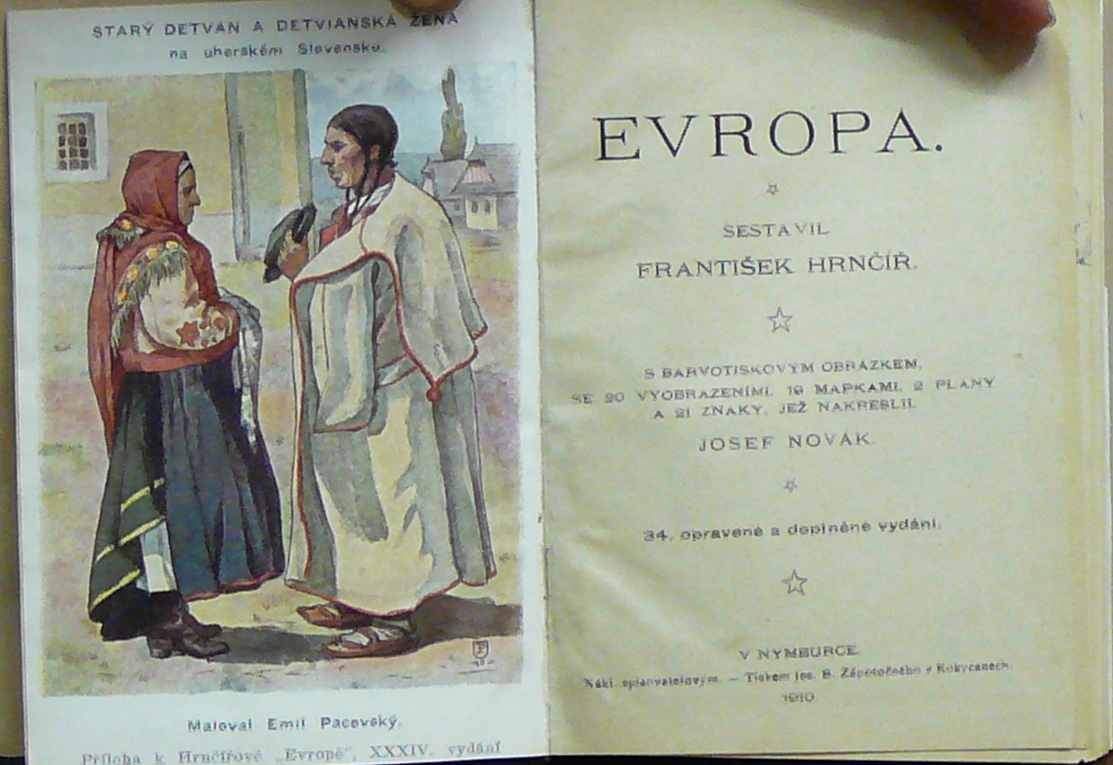 STARÝ DETVAN A DETVIANSKÁ ŽENA
na uherském Slovensku.
Maloval Emil Pacovský.
Příloha k Hrnčířově „Evropě", XXXIV. vydání
EVROPA.
SESTAVIL
FRANTIŠEK HRNČÍŘ.
S BARVOTISKOVÝM OBRÁZKEM,
SE 20 VYOBRAZENÍMI, 16 MAPKAMI, 2 PLÁNY
A 21 ZNAKY, JEŽ NAKRESLIL
JOSEF NOVÁK.
34. opravené a doplněné vydání.
V NYMBURCE.
Nákl. spisovatelovým. — Tiskem Jos. B. Zápotočného v Rokycanech.
1910